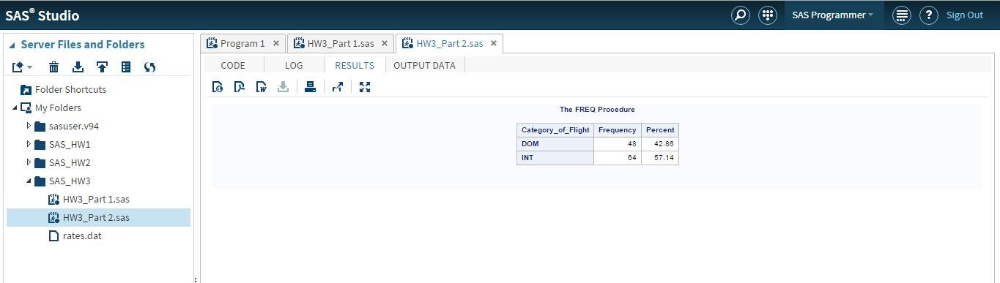 SAS® Studio
SAS Programmer
Sign Out
Server Files and Folders
Folder Shortcuts
My Folders
sasuser.v94
SAS_HW1
SAS_HW2
SAS_HW3
HW3_Part 1.sas
HW3_Part 2.sas
rates.dat
Program 1
HW3_Part 1.sas
HW3_Part 2.sas
CODE LOG RESULTS OUTPUT DATA
The FREQ Procedure
Category_of_Flight Frequency Percent
DOM 48 42.86
INT 64 57.14